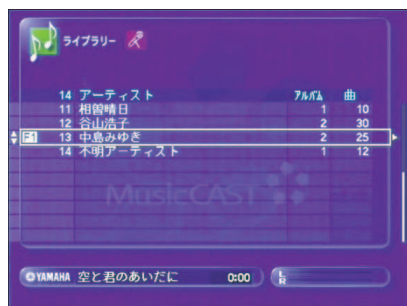 ライブラリー
14 アーティスト アルバム 曲
11 相曽晴日 1 10
12 谷山浩子 2 30
F1 13 中島みゆき 2 25
14 不明アーティスト 1 12
MusicCAST
YAMAHA 空と君のあいだに 0:00 L
R